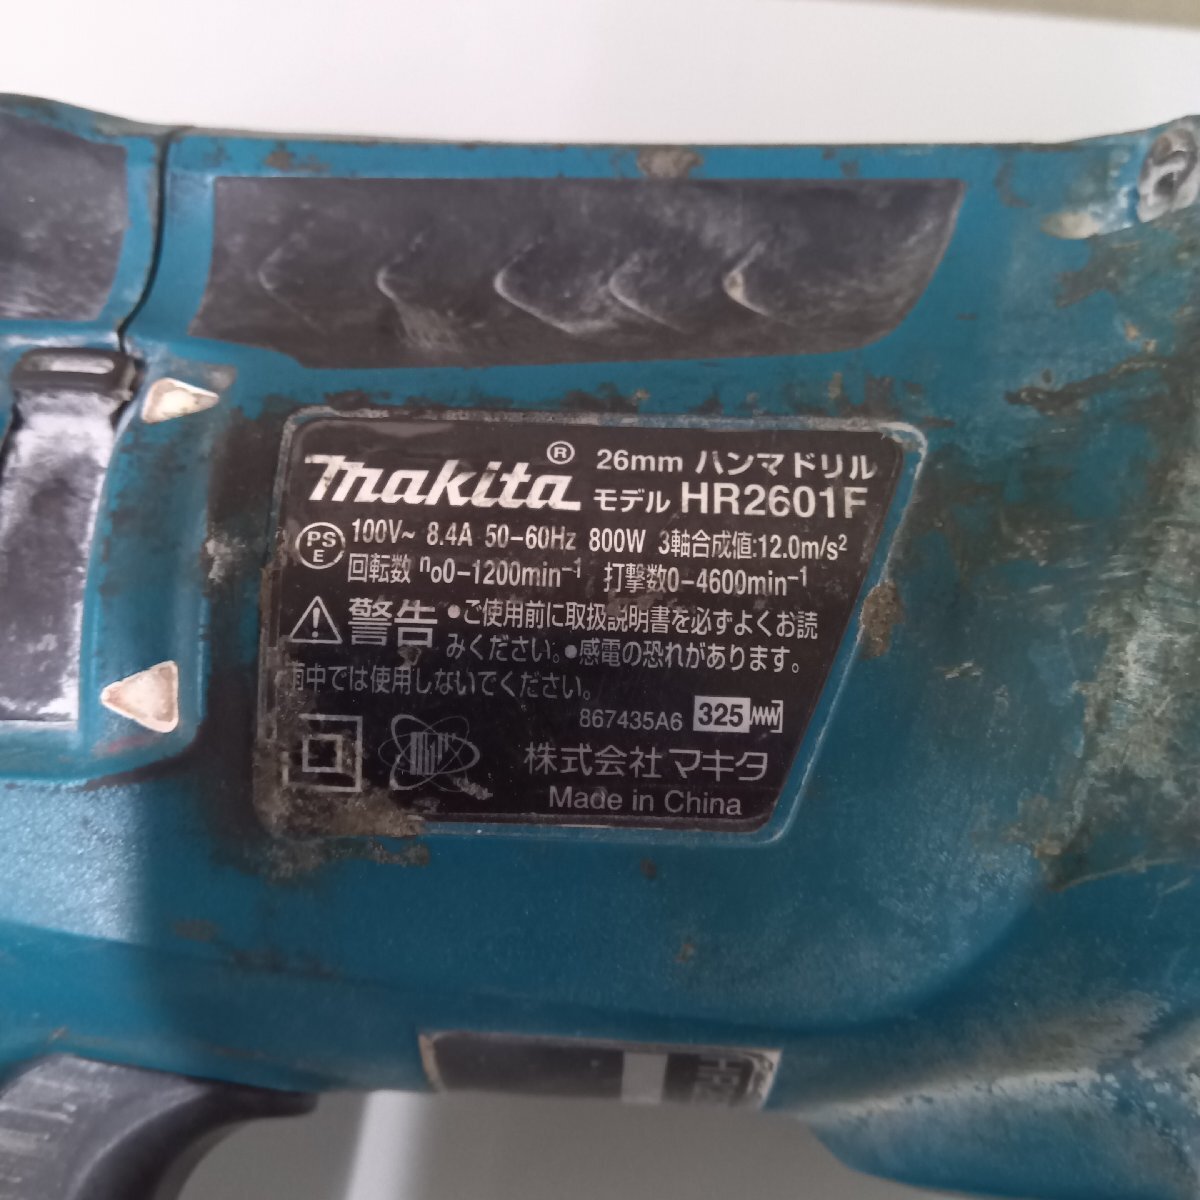 makita® 26mm ハンマドリル
モデル HR2601F
PSE 100V~ 8.4A 50-60Hz 800W 3軸合成値:12.0m/s²
回転数 n₀0-1200min⁻¹ 打撃数0-4600min⁻¹
警告 •ご使用前に取扱説明書を必ずよくお読
みください。•感電の恐れがあります。
雨中では使用しないでください。
867435A6 325
株式会社 マキタ
Made in China